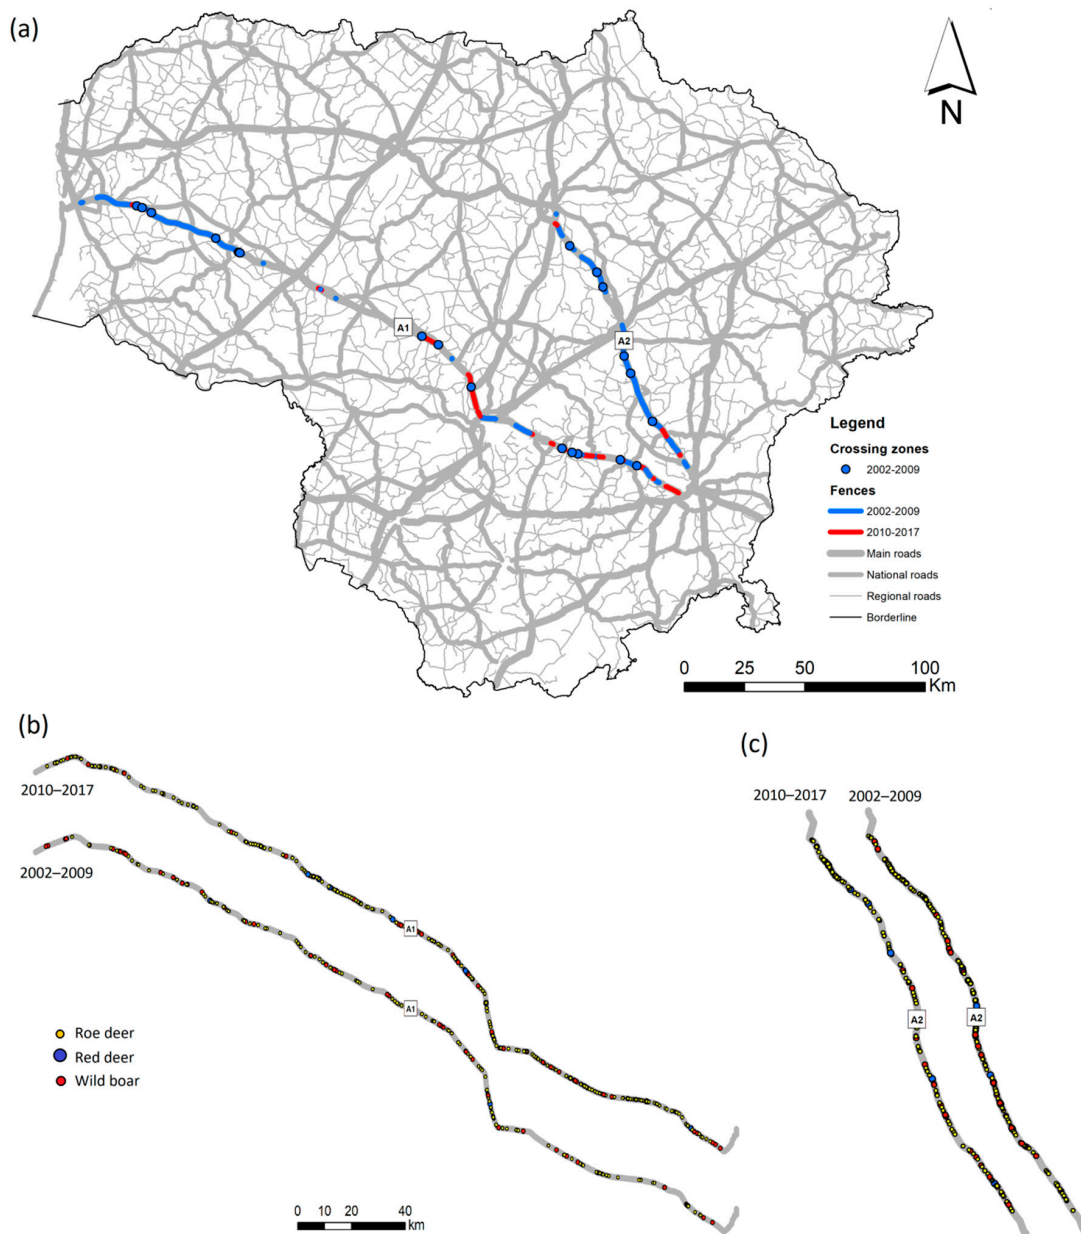 (a)
N
A1
A2
Legend
Crossing zones
2002-2009
Fences
2002-2009
2010-2017
Main roads
National roads
Regional roads
Borderline
0 25 50 100
Km
(b)
(c)
2010–2017
2002–2009
2010–2017 2002–2009
A1
A1
A2 A2
Roe deer
Red deer
Wild boar
0 10 20 40
km